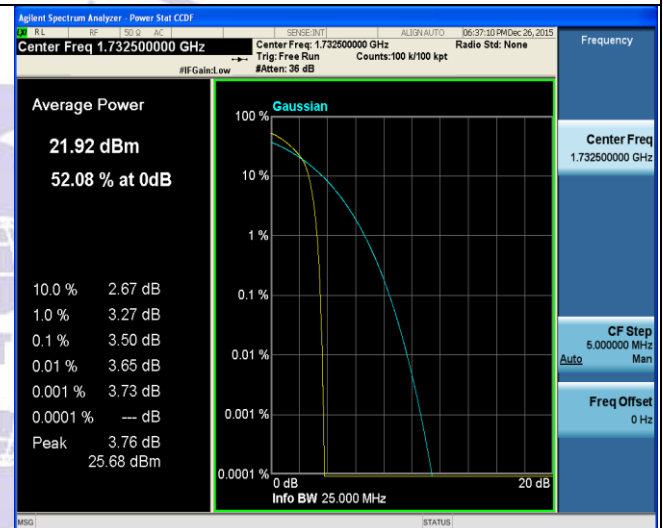 Agilent Spectrum Analyzer - Power Stat CCDF
LXI RL RF 50 Ω AC SENSE:INT ALIGN AUTO 06:37:10 PM Dec 26, 2015
Center Freq 1.732500000 GHz
Center Freq: 1.732500000 GHz Radio Std: None
Trig: Free Run Counts:100 k/100 kpt
#IFGain:Low #Atten: 36 dB
Frequency
Average Power
21.92 dBm
52.08 % at 0dB
10.0 % 2.67 dB
1.0 % 3.27 dB
0.1 % 3.50 dB
0.01 % 3.65 dB
0.001 % 3.73 dB
0.0001 % --- dB
Peak 3.76 dB
25.68 dBm
Gaussian
100 %
10 %
1 %
0.1 %
0.01 %
0.001 %
0.0001 %
0 dB 20 dB
Info BW 25.000 MHz
Center Freq
1.732500000 GHz
CF Step
5.000000 MHz
Auto Man
Freq Offset
0 Hz
MSG STATUS